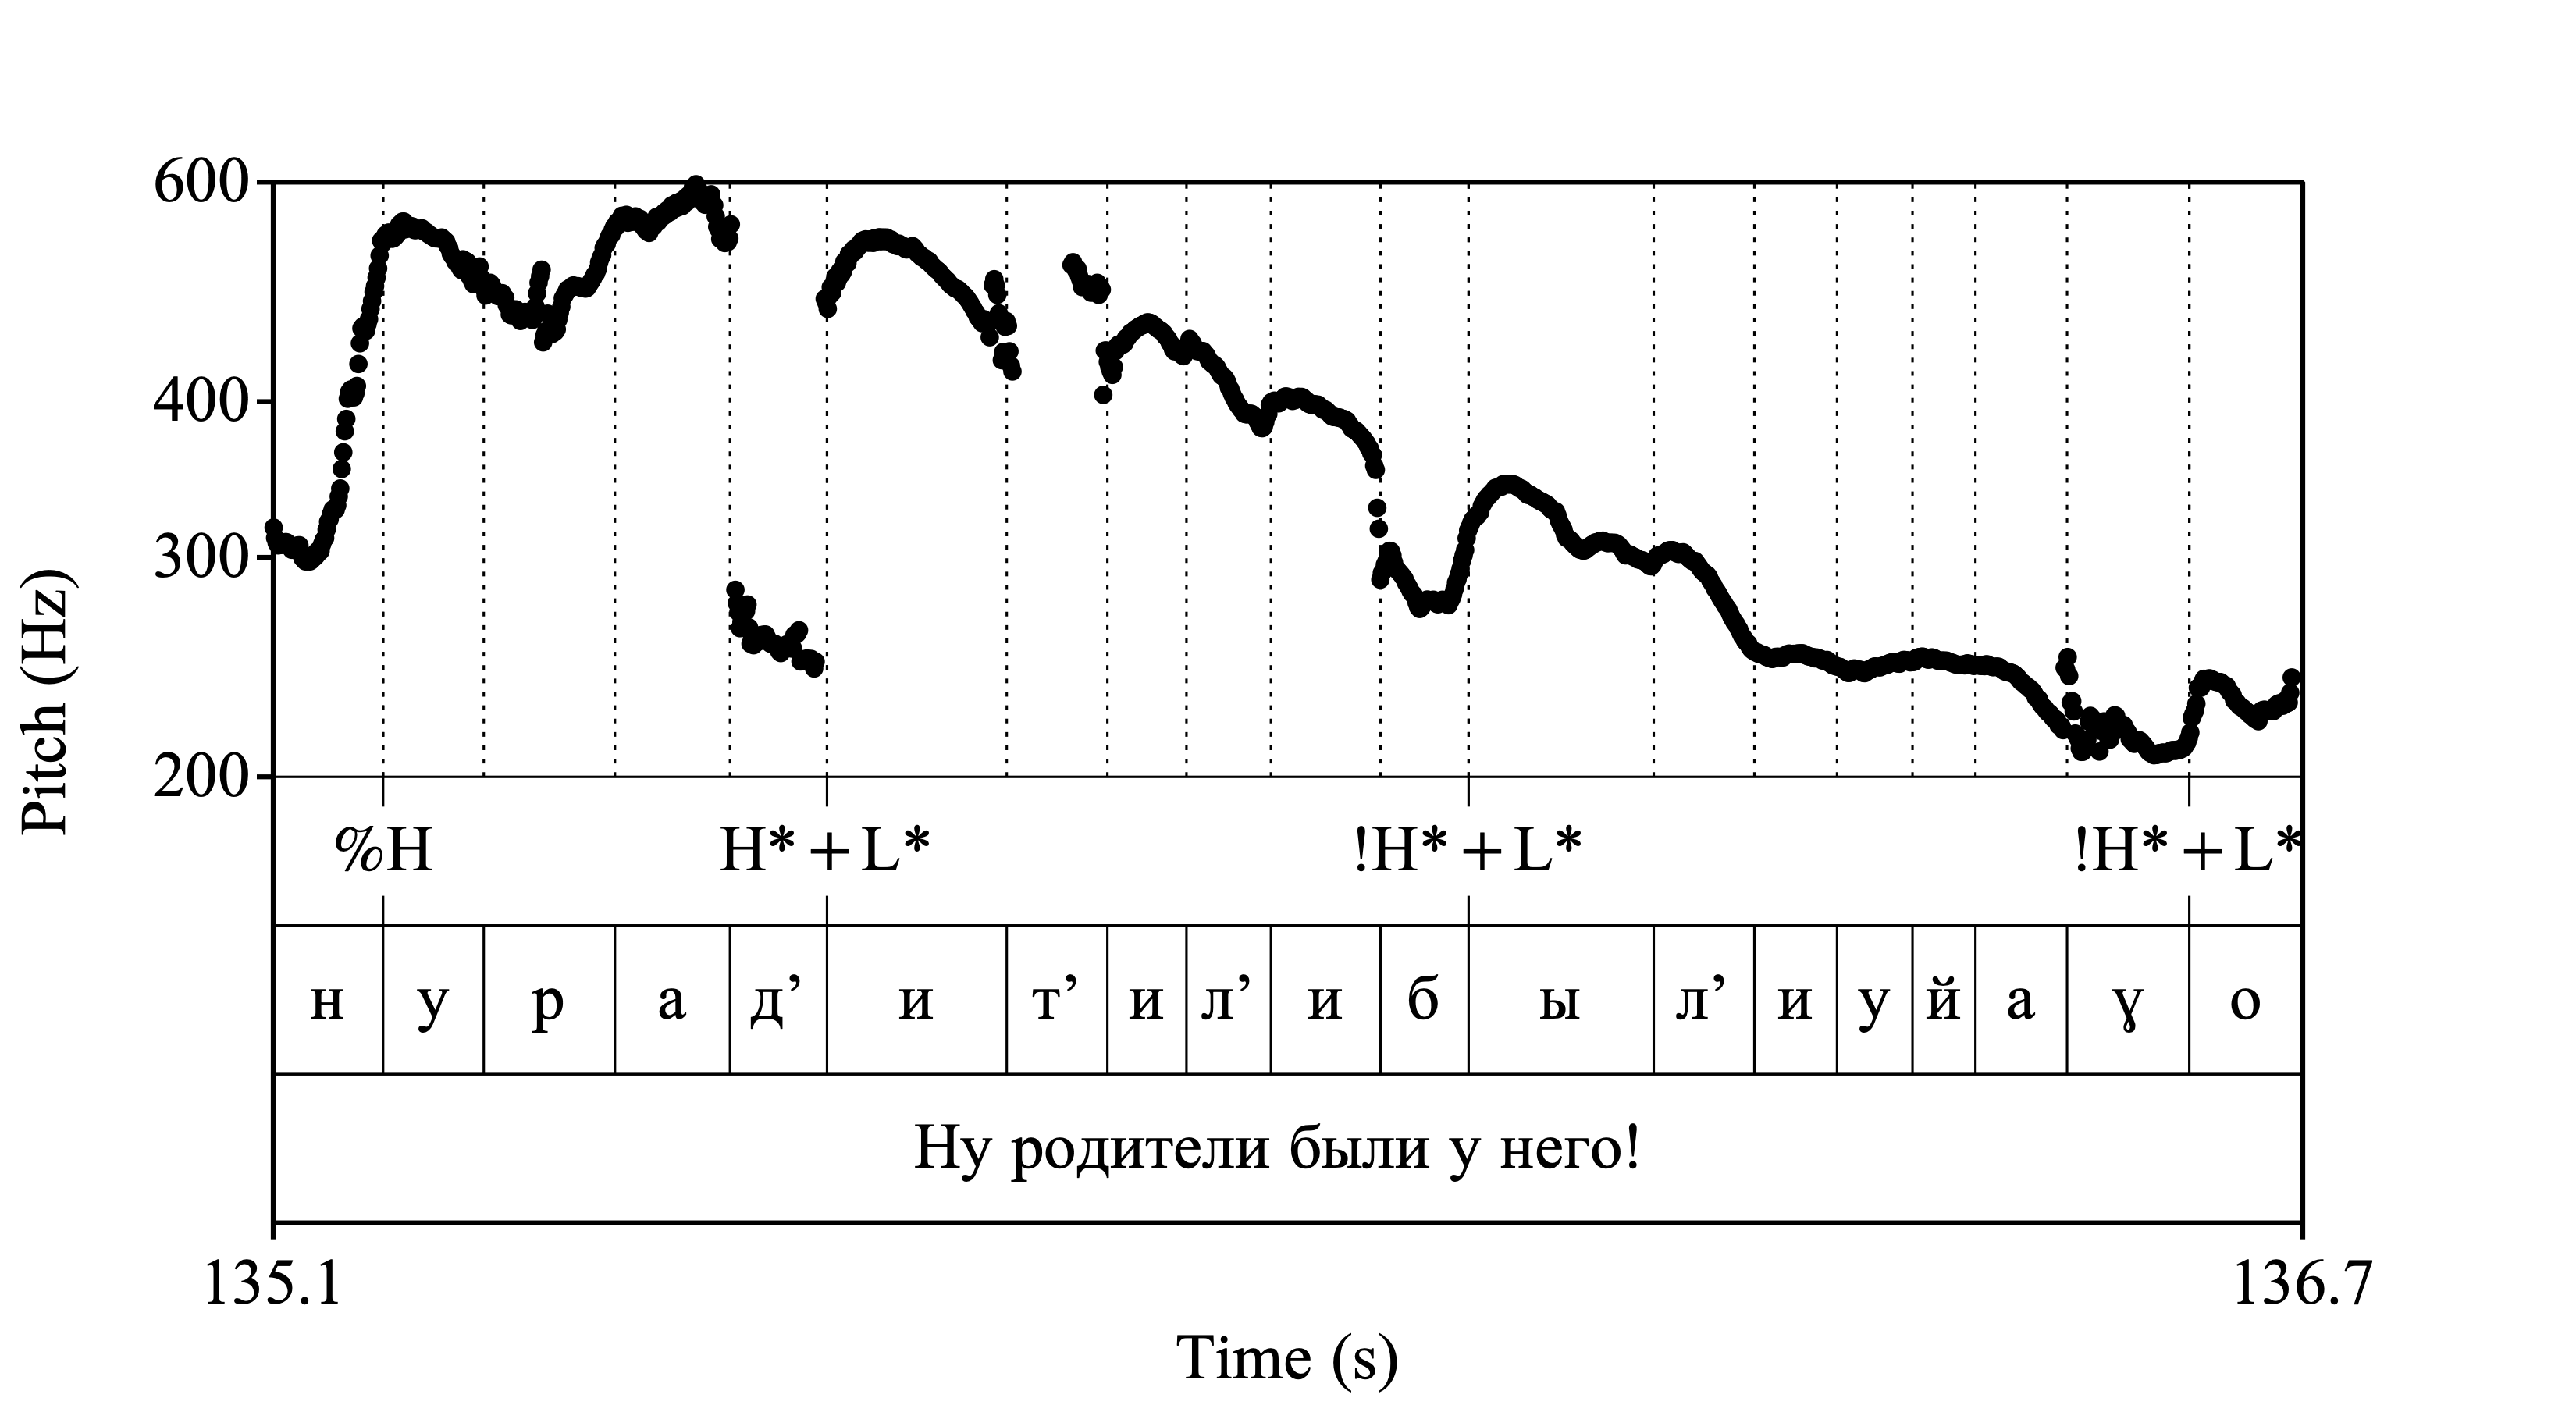 Pitch (Hz)
600
400
300
200
%H H*+L* !H*+L* !H*+L*
н у р а д’ и т’ и л’ и б ы л’ и у й а ɣ о
Ну родители были у него!
135.1 136.7
Time (s)